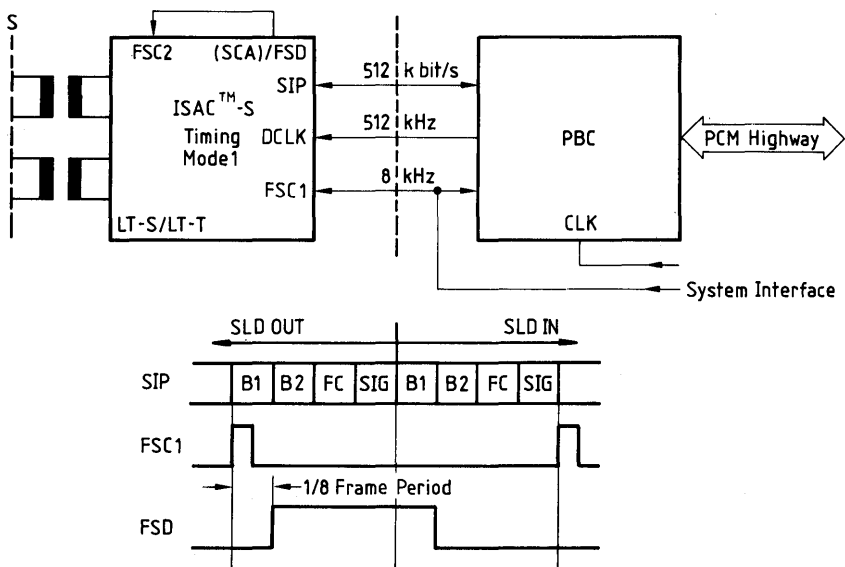 S
FSC2 (SCA)/FSD
SIP
ISAC™-S
Timing
Mode1
DCLK
FSC1
LT-S/LT-T
512 k bit/s
512 kHz
8 kHz
PBC
CLK
PCM Highway
System Interface
SLD OUT SLD IN
SIP B1 B2 FC SIG B1 B2 FC SIG
FSC1
1/8 Frame Period
FSD